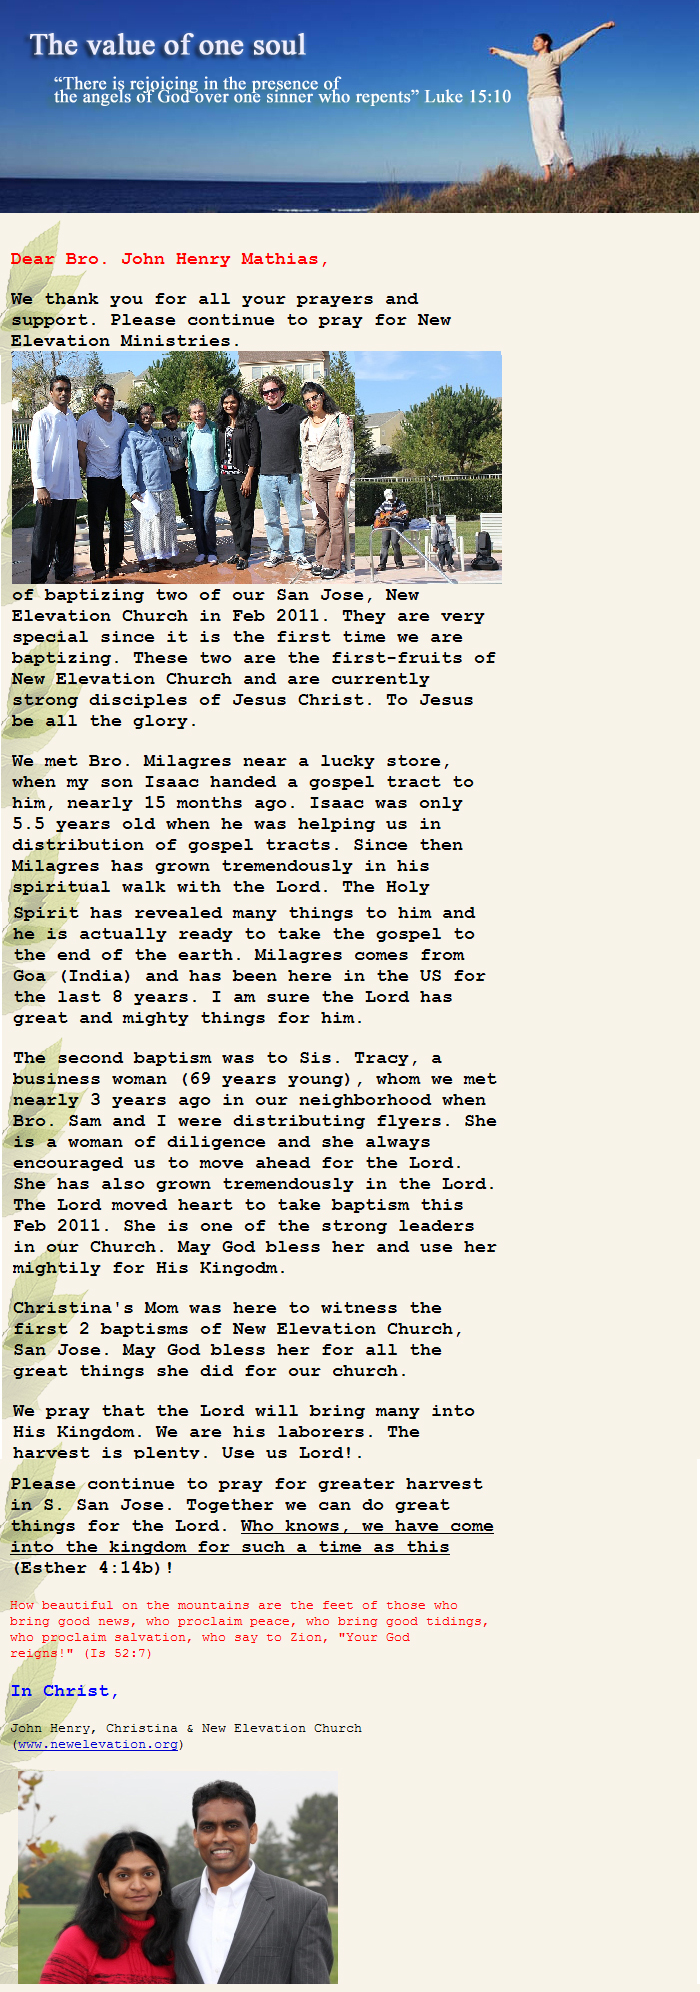 The value of one soul
“There is rejoicing in the presence of
the angels of God over one sinner who repents” Luke 15:10
Dear Bro. John Henry Mathias,
We thank you for all your prayers and
support. Please continue to pray for New
Elevation Ministries.
of baptizing two of our San Jose, New
Elevation Church in Feb 2011. They are very
special since it is the first time we are
baptizing. These two are the first-fruits of
New Elevation Church and are currently
strong disciples of Jesus Christ. To Jesus
be all the glory.
We met Bro. Milagres near a lucky store,
when my son Isaac handed a gospel tract to
him, nearly 15 months ago. Isaac was only
5.5 years old when he was helping us in
distribution of gospel tracts. Since then
Milagres has grown tremendously in his
spiritual walk with the Lord. The Holy
Spirit has revealed many things to him and
he is actually ready to take the gospel to
the end of the earth. Milagres comes from
Goa (India) and has been here in the US for
the last 8 years. I am sure the Lord has
great and mighty things for him.
The second baptism was to Sis. Tracy, a
business woman (69 years young), whom we met
nearly 3 years ago in our neighborhood when
Bro. Sam and I were distributing flyers. She
is a woman of diligence and she always
encouraged us to move ahead for the Lord.
She has also grown tremendously in the Lord.
The Lord moved heart to take baptism this
Feb 2011. She is one of the strong leaders
in our Church. May God bless her and use her
mightily for His Kingodm.
Christina's Mom was here to witness the
first 2 baptisms of New Elevation Church,
San Jose. May God bless her for all the
great things she did for our church.
We pray that the Lord will bring many into
His Kingdom. We are his laborers. The
harvest is plenty. Use us Lord!.
Please continue to pray for greater harvest
in S. San Jose. Together we can do great
things for the Lord. Who knows, we have come
into the kingdom for such a time as this
(Esther 4:14b)!
How beautiful on the mountains are the feet of those who
bring good news, who proclaim peace, who bring good tidings,
who proclaim salvation, who say to Zion, "Your God
reigns!" (Is 52:7)
In Christ,
John Henry, Christina & New Elevation Church
(www.newelevation.org)